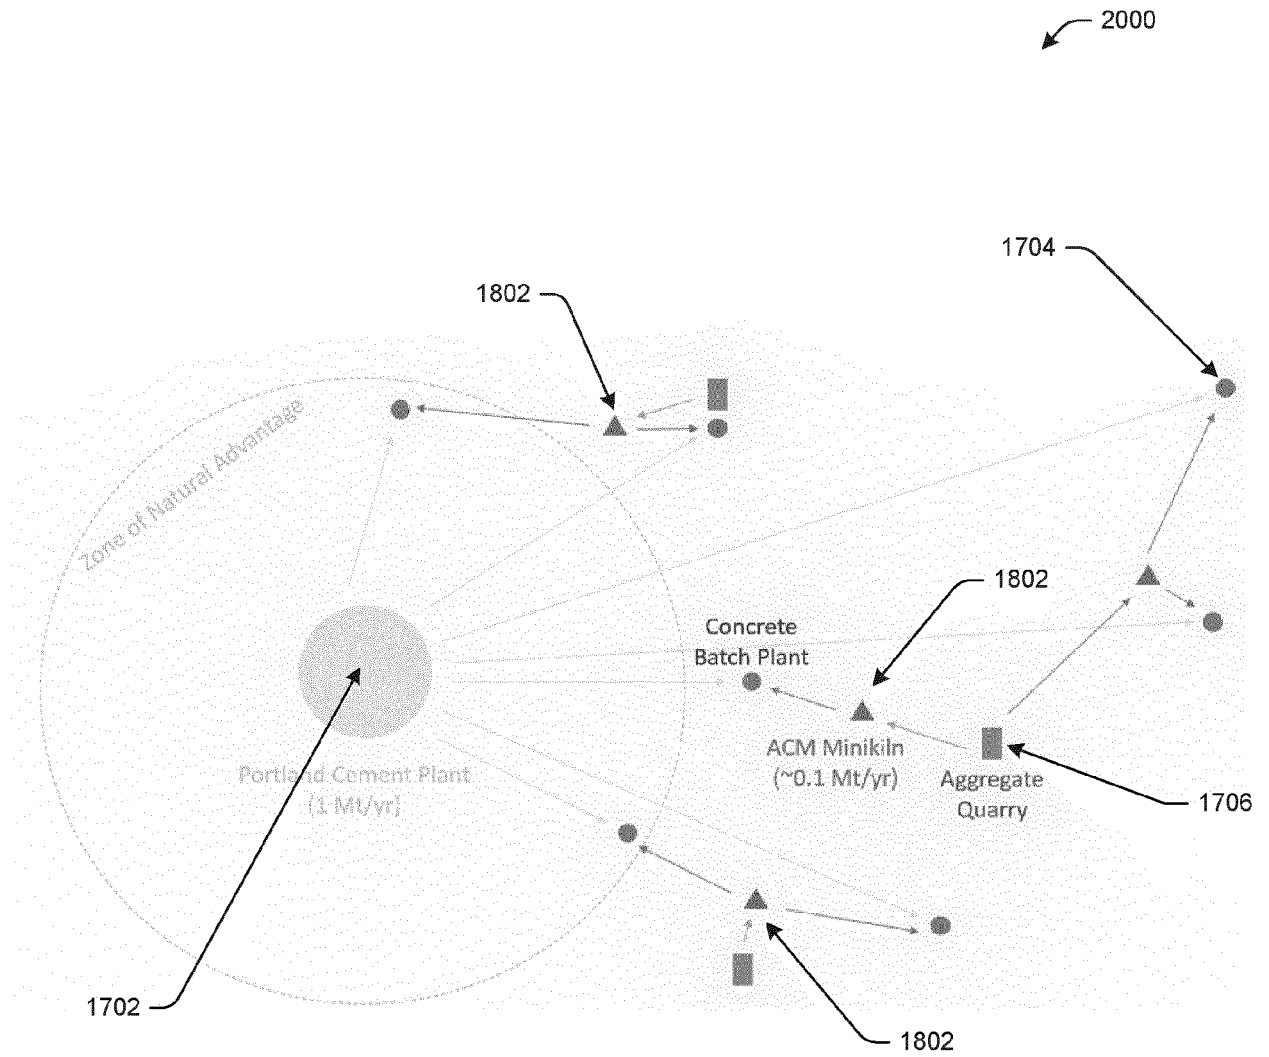 2000
1704
1802
Zone of Natural Advantage
1802
Concrete
Batch Plant
ACM Minikiln
(~0.1 Mt/yr)
Aggregate
Quarry
1706
Portland Cement Plant
(1 Mt/yr)
1702
1802